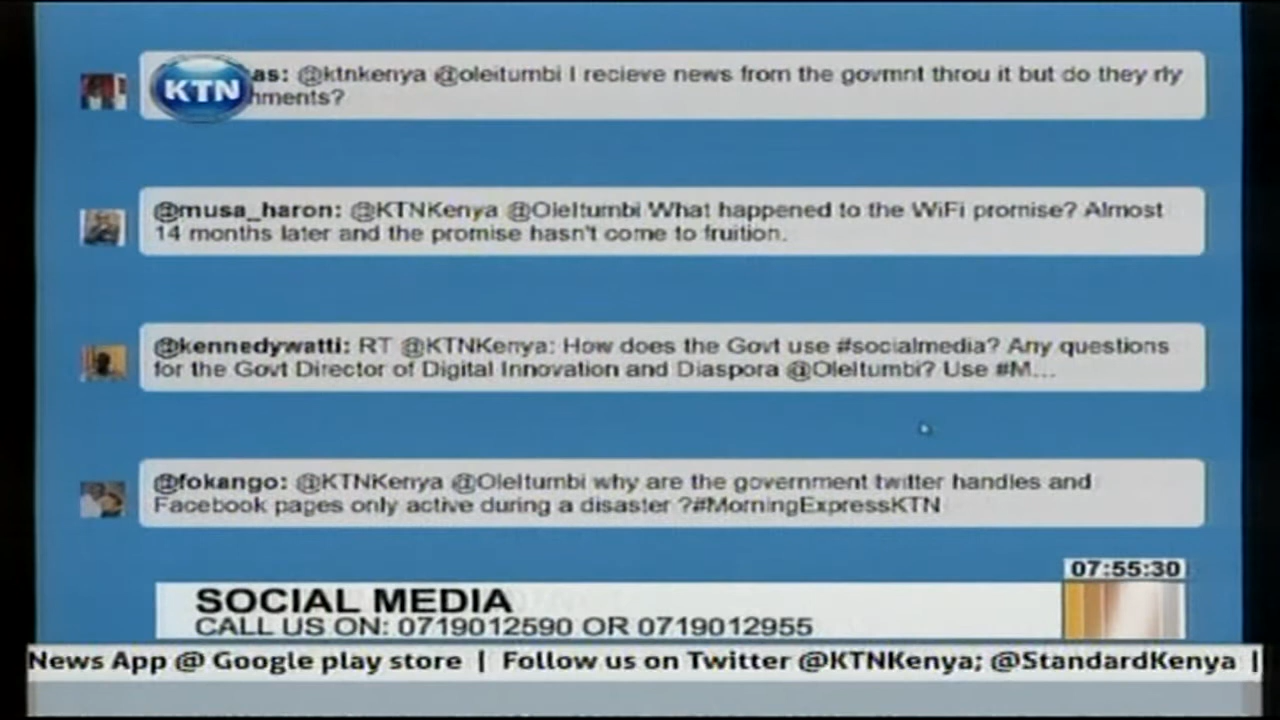 KTN
as: @ktnkenya @oleitumbi I recieve news from the govmnt throu it but do they rly
hments?
@musa_haron: @KTNKenya @OleItumbi What happened to the WiFi promise? Almost
14 months later and the promise hasn't come to fruition.
@kennedywatti: RT @KTNKenya: How does the Govt use #socialmedia? Any questions
for the Govt Director of Digital Innovation and Diaspora @OleItumbi? Use #M...
@fokango: @KTNKenya @OleItumbi why are the government twitter handles and
Facebook pages only active during a disaster ?#MorningExpressKTN
07:55:30
SOCIAL MEDIA
CALL US ON: 0719012590 OR 0719012955
News App @ Google play store | Follow us on Twitter @KTNKenya; @StandardKenya |